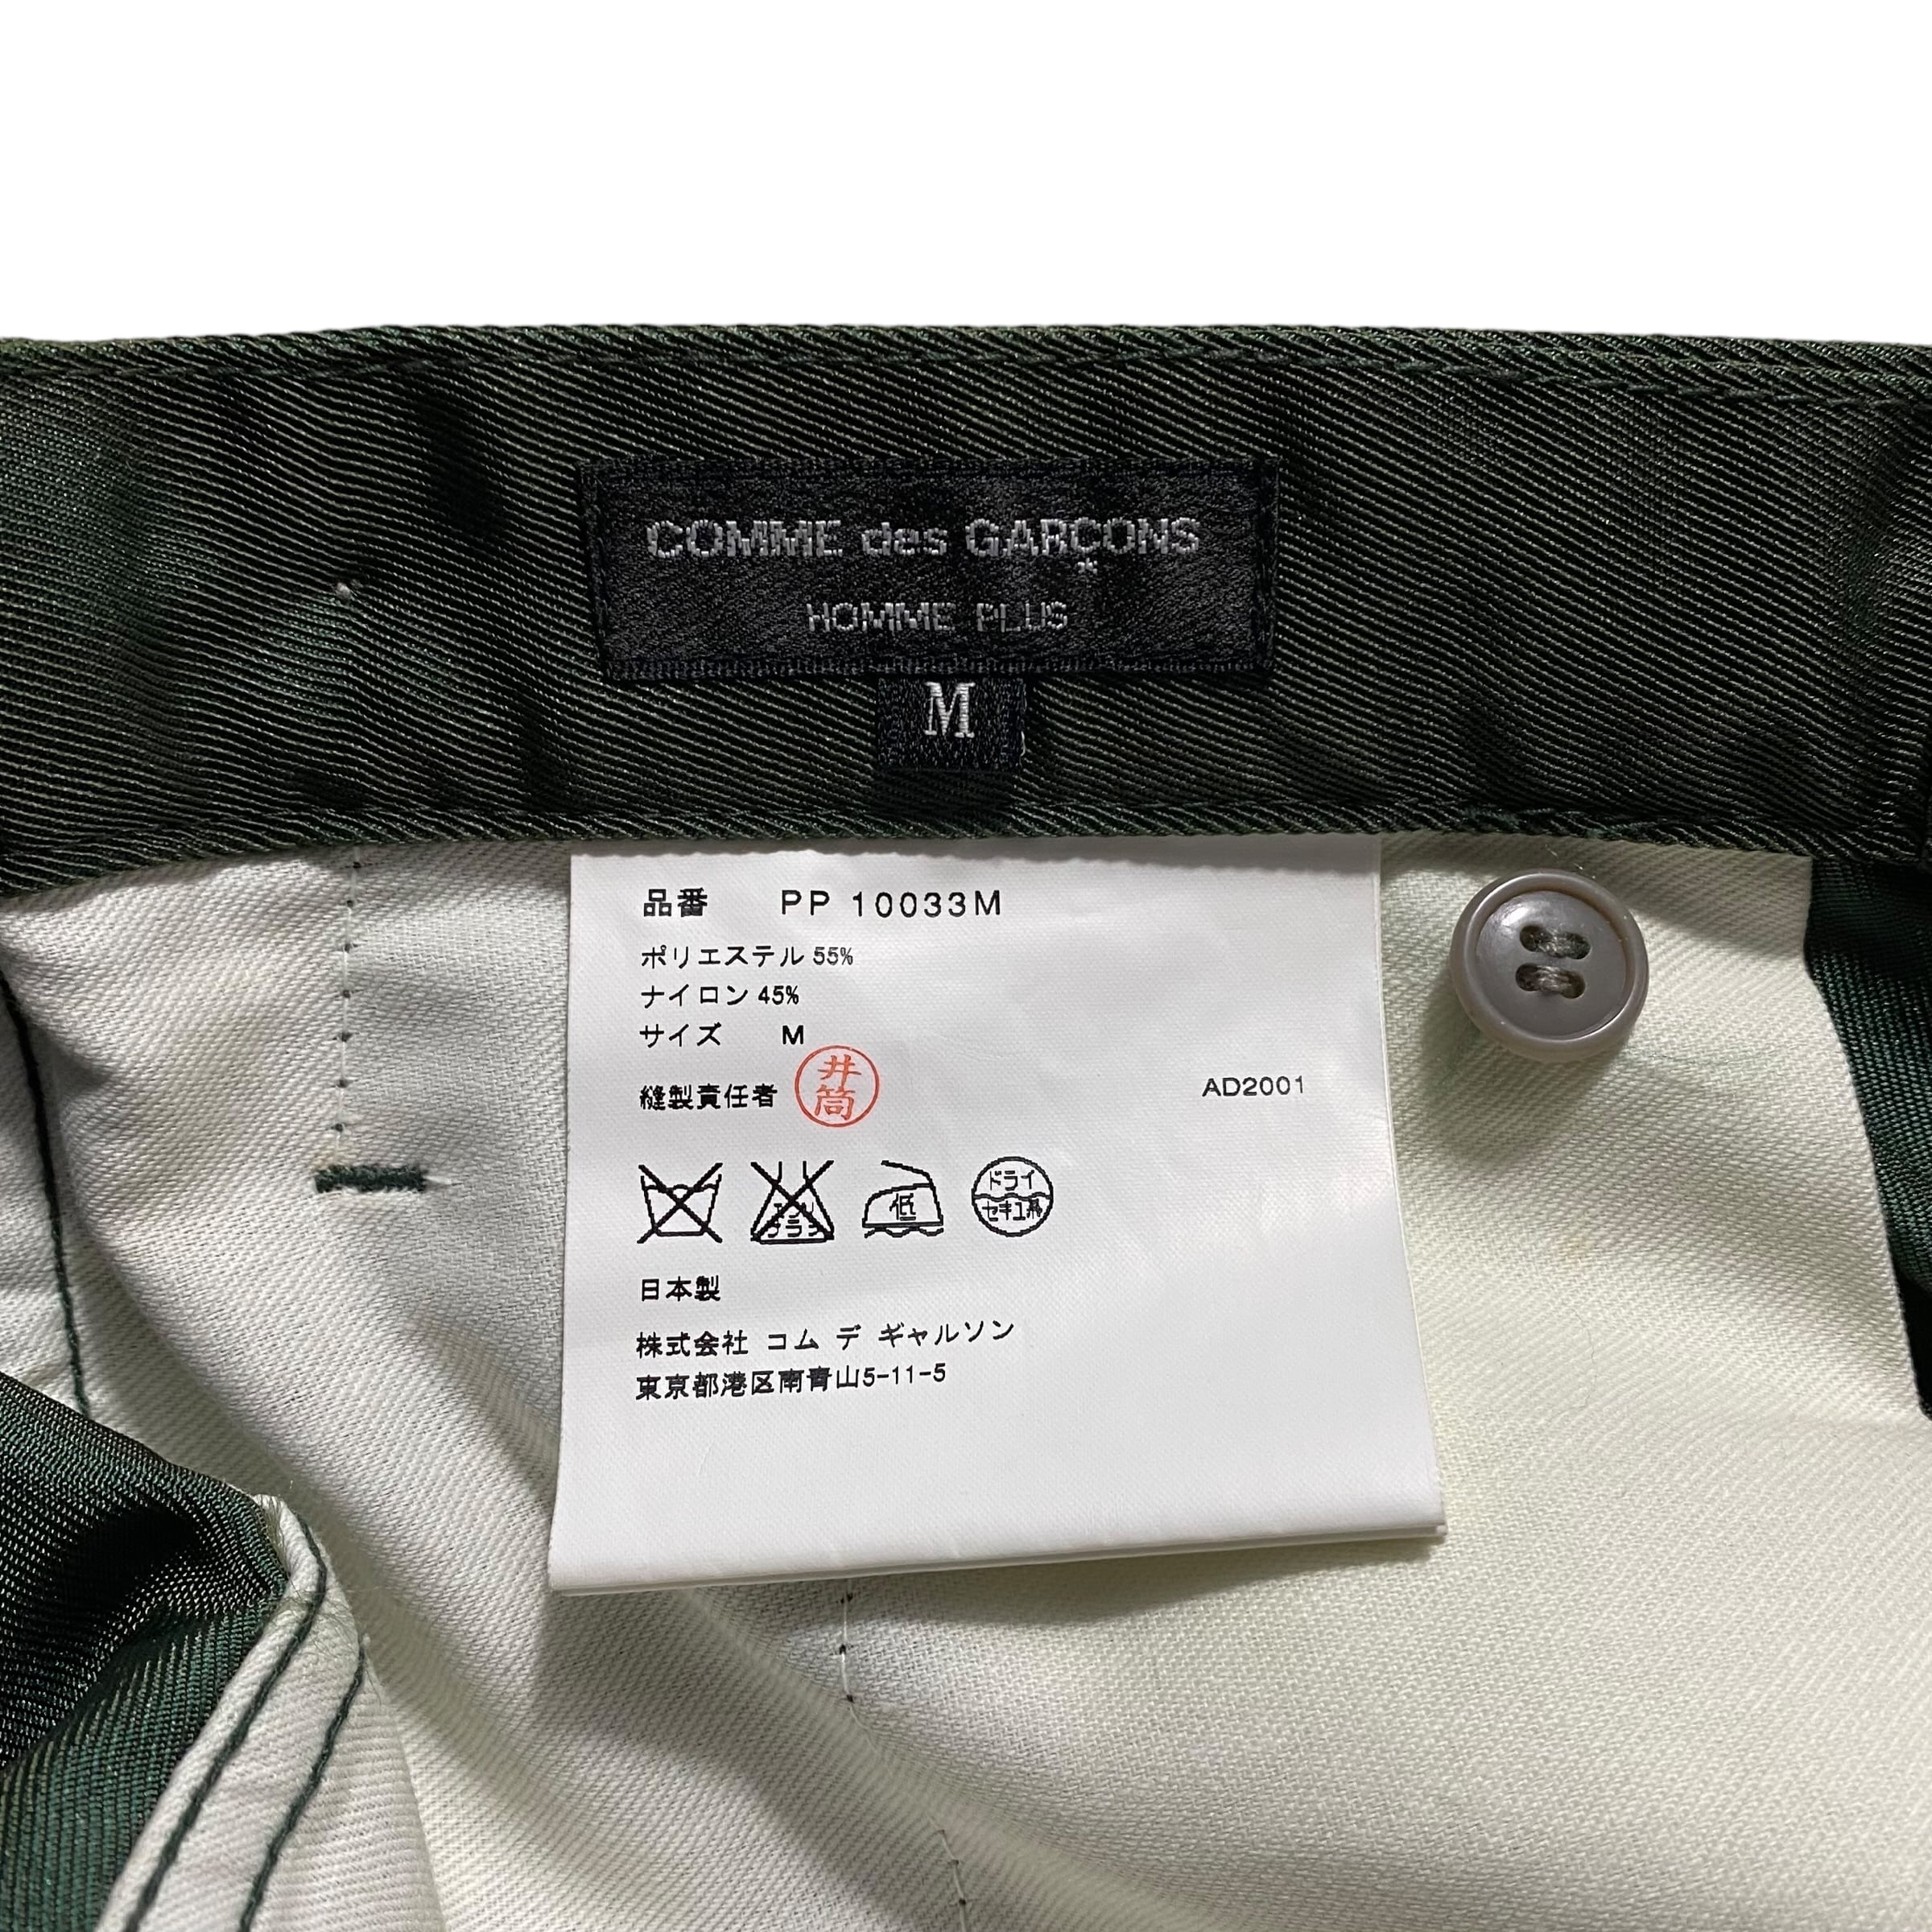 COMME des GARÇONS
HOMME PLUS
M
品番 PP 10033M
ポリエステル 55%
ナイロン 45%
サイズ M
縫製責任者 井筒
AD2001
低
ドライ
セキユ系
日本製
株式会社 コム デ ギャルソン
東京都港区南青山5-11-5